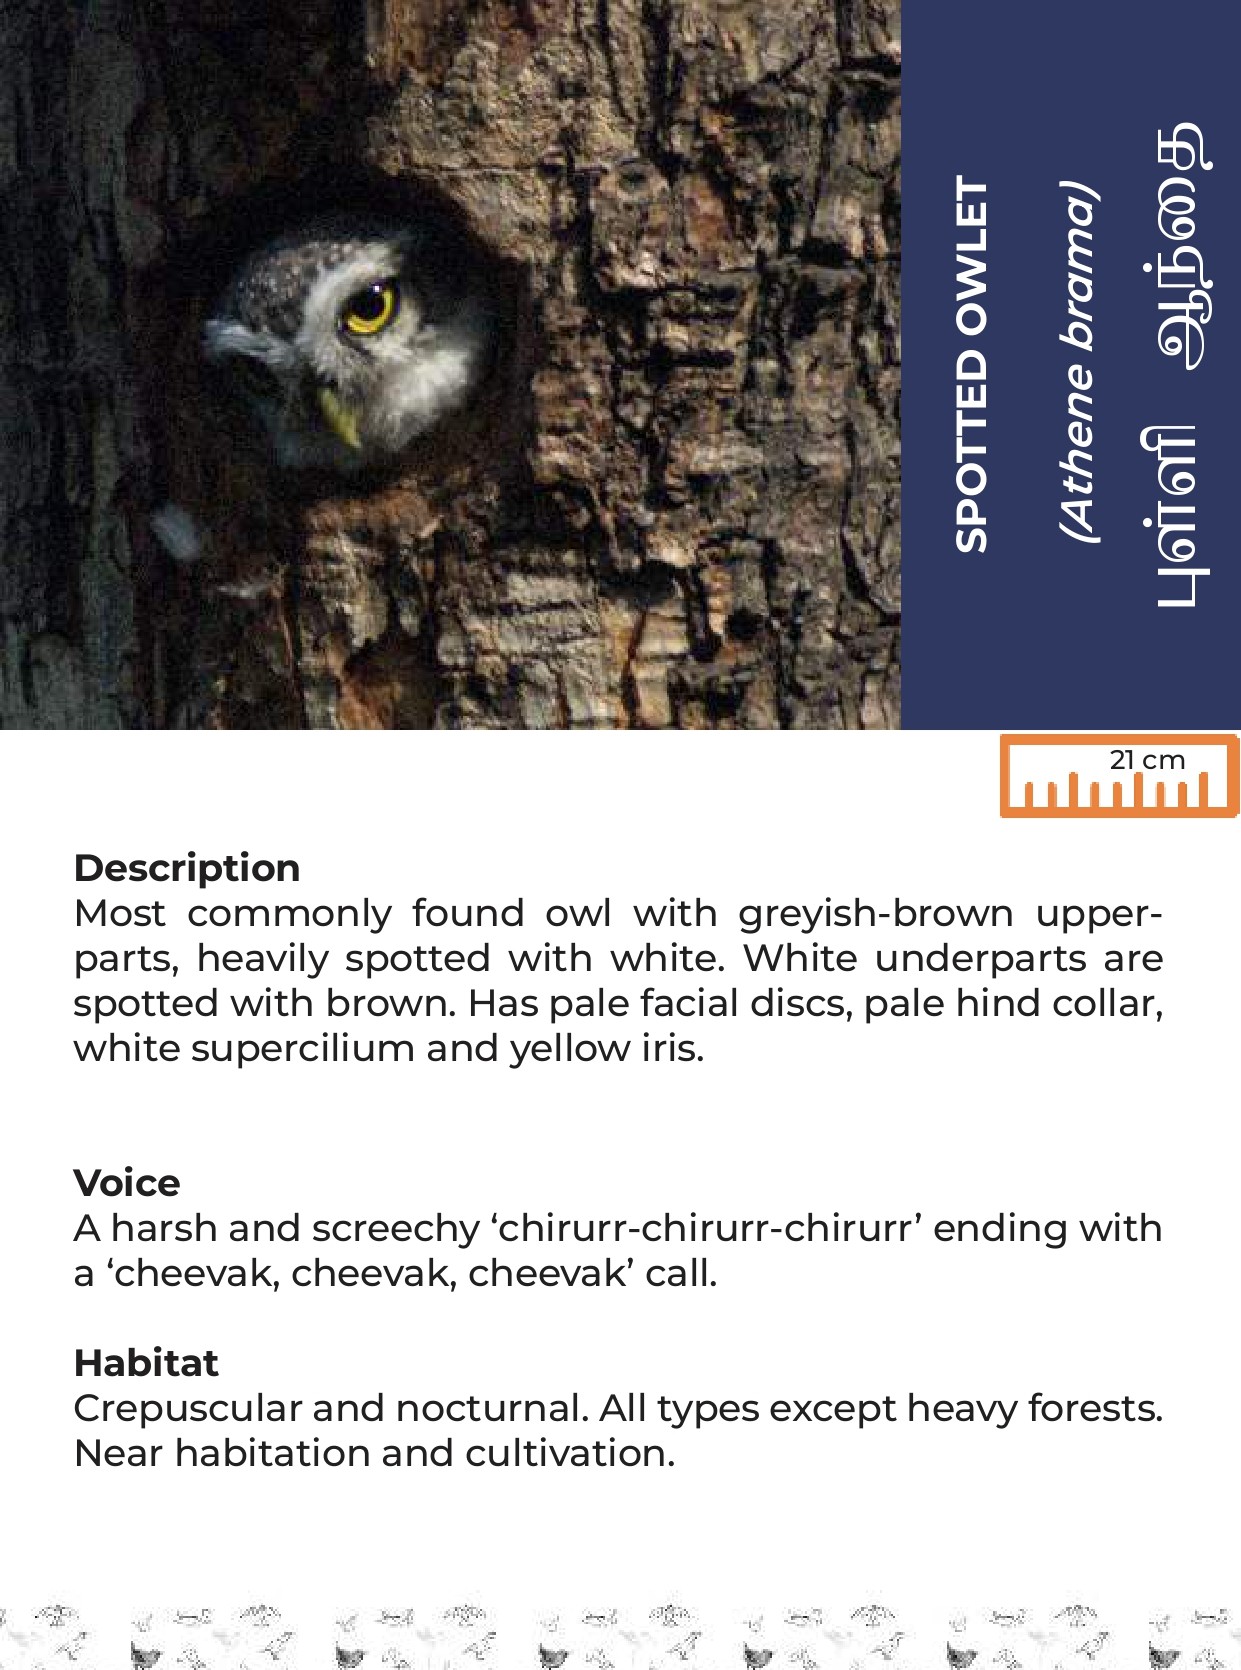 SPOTTED OWLET
(Athene brama)
புள்ளி ஆந்தை
21 cm
Description
Most commonly found owl with greyish-brown upper-
parts, heavily spotted with white. White underparts are
spotted with brown. Has pale facial discs, pale hind collar,
white supercilium and yellow iris.
Voice
A harsh and screechy ‘chirurr-chirurr-chirurr’ ending with
a ‘cheevak, cheevak, cheevak’ call.
Habitat
Crepuscular and nocturnal. All types except heavy forests.
Near habitation and cultivation.